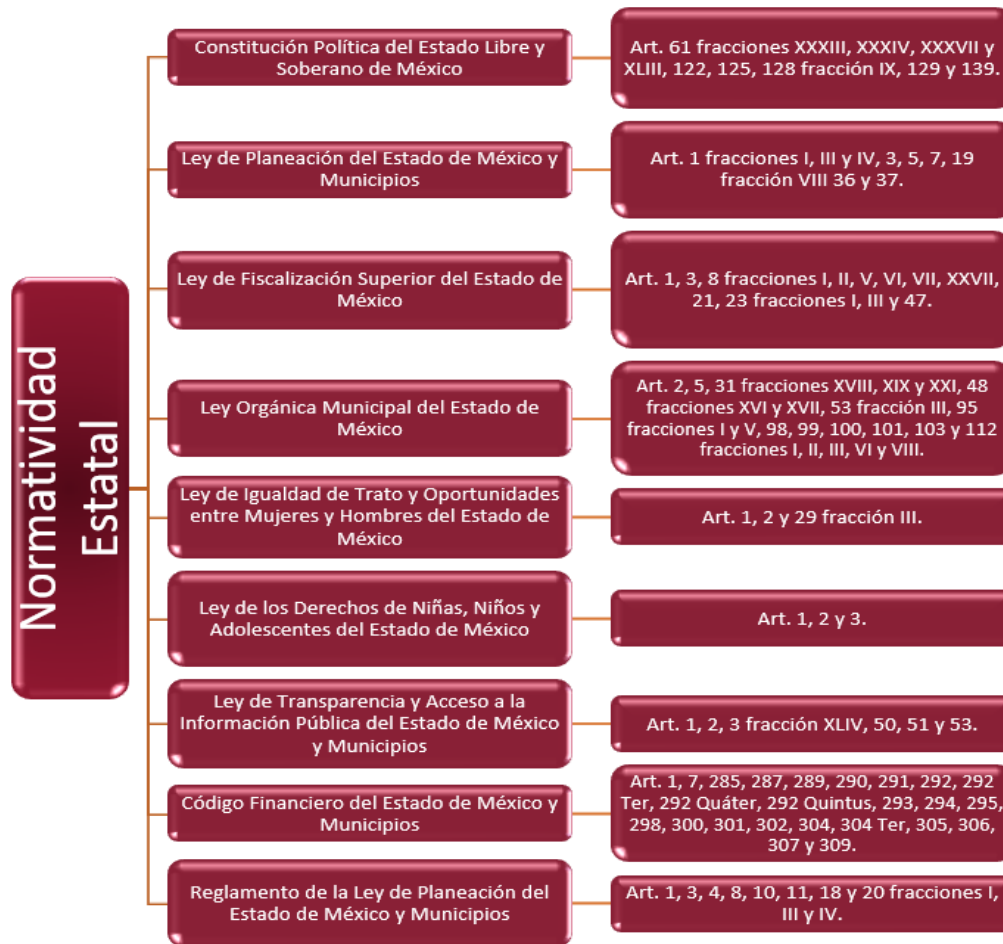 Normatividad
Estatal
Constitución Política del Estado Libre y
Soberano de México
Art. 61 fracciones XXXIII, XXXIV, XXXVII y
XLIII, 122, 125, 128 fracción IX, 129 y 139.
Ley de Planeación del Estado de México y
Municipios
Art. 1 fracciones I, III y IV, 3, 5, 7, 19
fracción VIII 36 y 37.
Ley de Fiscalización Superior del Estado de
México
Art. 1, 3, 8 fracciones I, II, V, VI, VII, XXVII,
21, 23 fracciones I, III y 47.
Ley Orgánica Municipal del Estado de
México
Art. 2, 5, 31 fracciones XVIII, XIX y XXI, 48
fracciones XVI y XVII, 53 fracción III, 95
fracciones I y V, 98, 99, 100, 101, 103 y 112
fracciones I, II, III, VI y VIII.
Ley de Igualdad de Trato y Oportunidades
entre Mujeres y Hombres del Estado de
México
Art. 1, 2 y 29 fracción III.
Ley de los Derechos de Niñas, Niños y
Adolescentes del Estado de México
Art. 1, 2 y 3.
Ley de Transparencia y Acceso a la
Información Pública del Estado de México
y Municipios
Art. 1, 2, 3 fracción XLIV, 50, 51 y 53.
Código Financiero del Estado de México y
Municipios
Art. 1, 7, 285, 287, 289, 290, 291, 292, 292
Ter, 292 Quáter, 292 Quintus, 293, 294, 295,
298, 300, 301, 302, 304, 304 Ter, 305, 306,
307 y 309.
Reglamento de la Ley de Planeación del
Estado de México y Municipios
Art. 1, 3, 4, 8, 10, 11, 18 y 20 fracciones I,
III y IV.